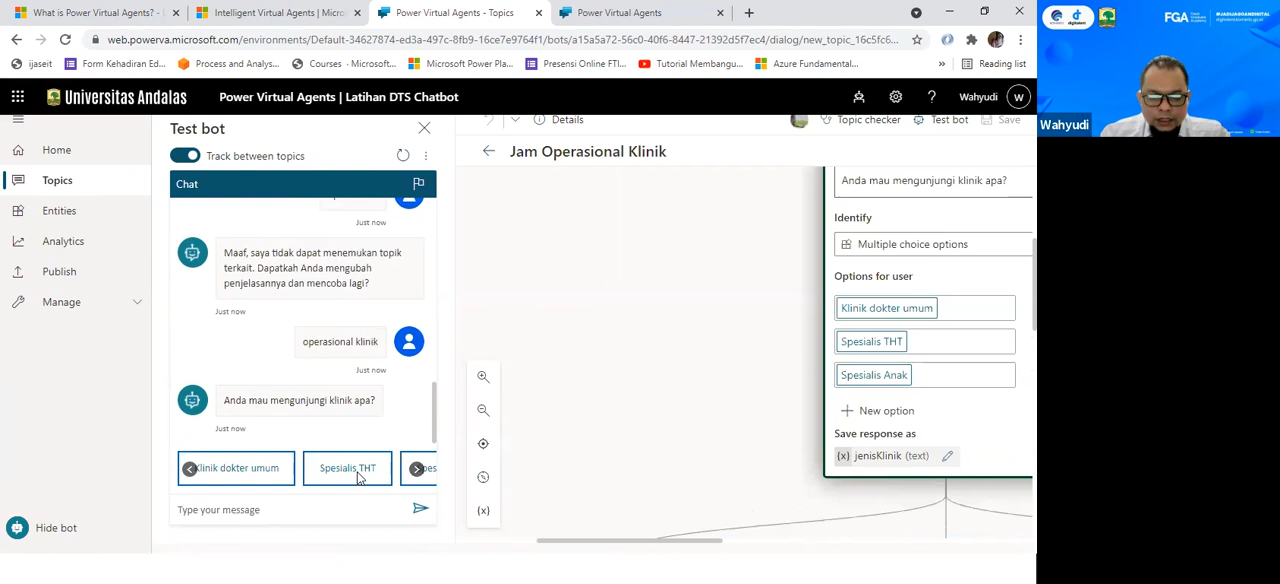 What is Power Virtual Agents? -
Intelligent Virtual Agents | Micro
Power Virtual Agents - Topics
Power Virtual Agents
web.powerva.microsoft.com/environments/Default-34627874-ed3a-497c-8fb9-16ce7e9764f1/bots/a15a5a72-56c0-40f6-8447-21392d5f7ec4/dialog/new_topic_16c5fc6...
ijaseit
Form Kehadiran Ed...
Process and Analys...
Courses - Microsoft...
Microsoft Power Pla...
Presensi Online FTI...
Tutorial Membangu...
Azure Fundamental...
»
Reading list
Universitas Andalas
Power Virtual Agents | Latihan DTS Chatbot
Wahyudi
W
Home
Topics
Entities
Analytics
Publish
Manage
Hide bot
Test bot
Track between topics
Chat
Just now
Maaf, saya tidak dapat menemukan topik
terkait. Dapatkah Anda mengubah
penjelasannya dan mencoba lagi?
Just now
operasional klinik
Just now
Anda mau mengunjungi klinik apa?
Just now
Klinik dokter umum
Spesialis THT
Type your message
Details
Topic checker
Test bot
Save
Jam Operasional Klinik
{x}
Anda mau mengunjungi klinik apa?
Identify
Multiple choice options
Options for user
Klinik dokter umum
Spesialis THT
Spesialis Anak
New option
Save response as
{x} jenisKlinik (text)
digitalent
FGA
#JADIJAGOANDIGITAL
Wahyudi